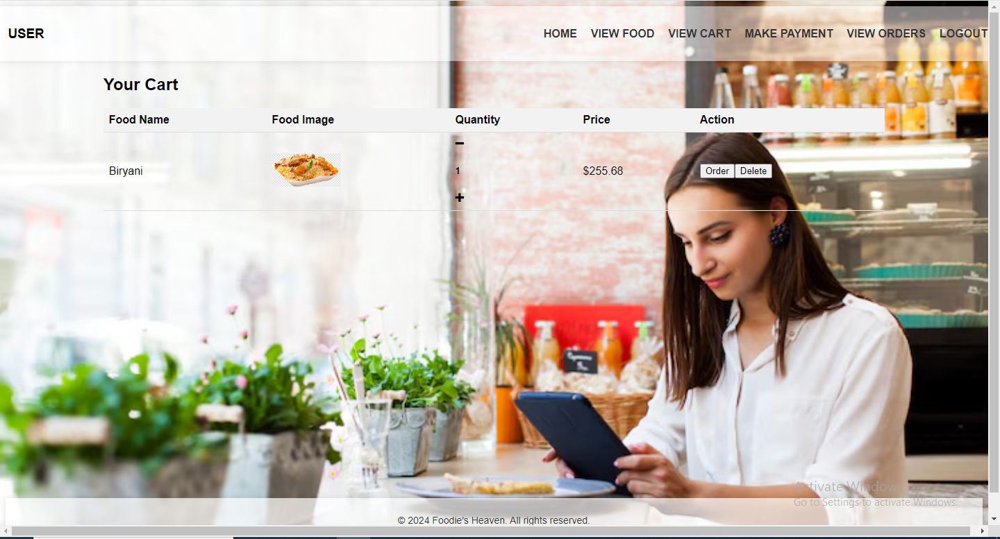 USER HOME VIEW FOOD VIEW CART MAKE PAYMENT VIEW ORDERS LOGOUT
Your Cart
Food Name Food Image Quantity Price Action
−
Biryani 1 $255.68 Order Delete
+
Activate Windows
Go to Settings to activate Windows.
© 2024 Foodie's Heaven. All rights reserved.